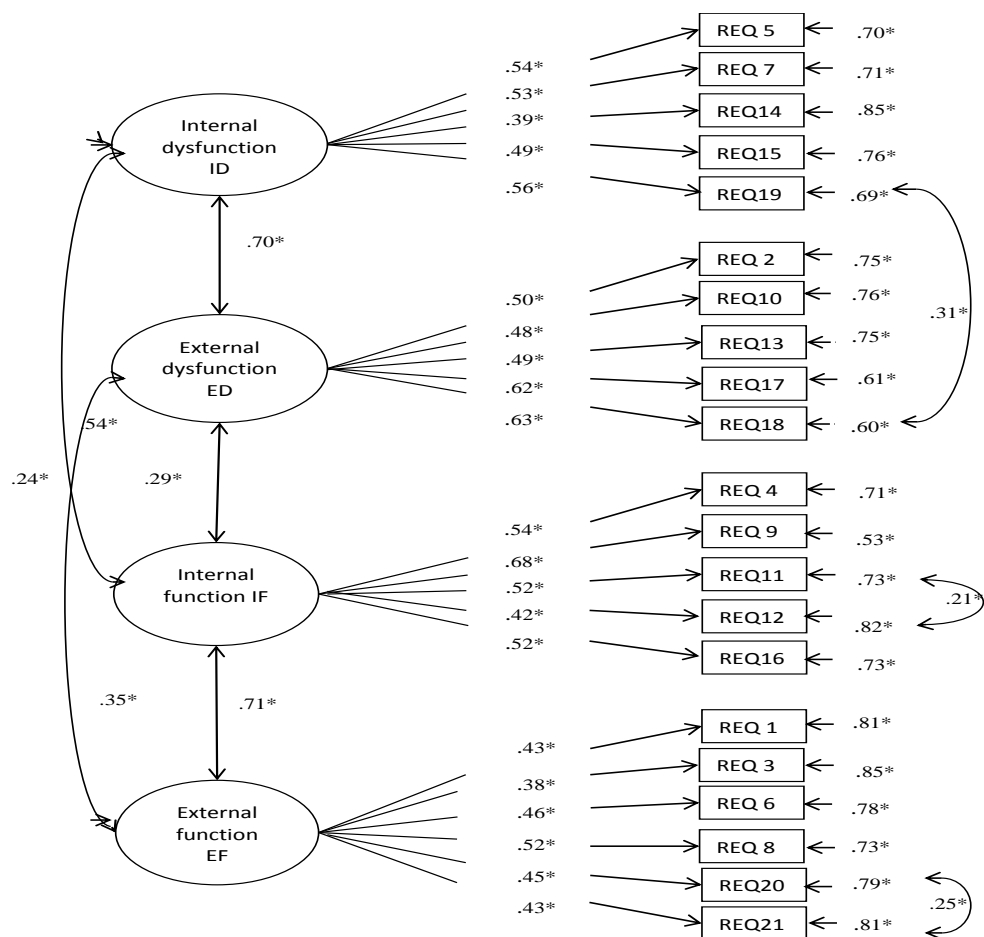 REQ 5
.70*
.54*
REQ 7
.71*
.53*
Internal
dysfunction
ID
REQ14
.85*
.39*
REQ15
.76*
.49*
REQ19
.69*
.56*
.70*
REQ 2
.75*
.50*
REQ10
.76*
.31*
.48*
External
dysfunction
ED
REQ13
.75*
.49*
REQ17
.61*
.62*
REQ18
.60*
.63*
.54*
.24*
.29*
REQ 4
.71*
.54*
REQ 9
.53*
.68*
Internal
function IF
REQ11
.73*
.52*
.21*
REQ12
.82*
.42*
REQ16
.73*
.52*
.35*
.71*
REQ 1
.81*
.43*
REQ 3
.85*
.38*
External
function
EF
REQ 6
.78*
.46*
REQ 8
.73*
.52*
REQ20
.79*
.45*
.25*
REQ21
.81*
.43*